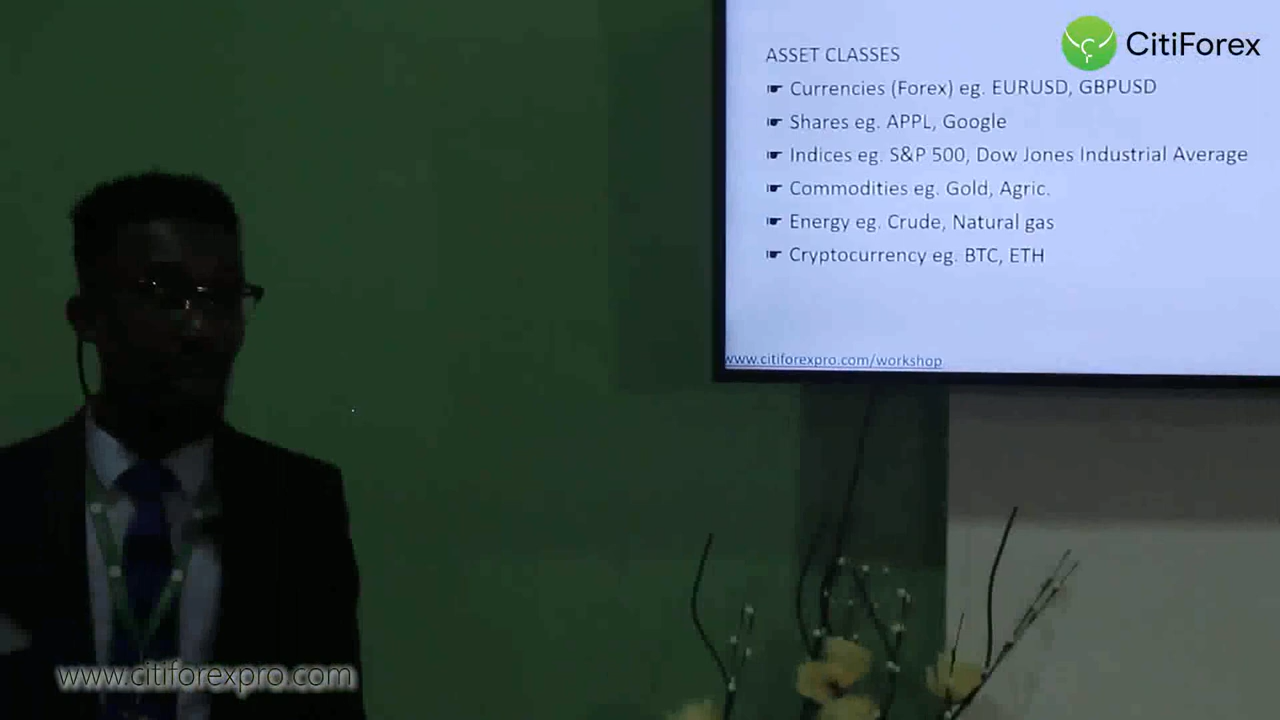 CitiForex
ASSET CLASSES
Currencies (Forex) eg. EURUSD, GBPUSD
Shares eg. APPL, Google
Indices eg. S&P 500, Dow Jones Industrial Average
Commodities eg. Gold, Agric.
Energy eg. Crude, Natural gas
Cryptocurrency eg. BTC, ETH
www.citiforexpro.com/workshop
www.citiforexpro.com